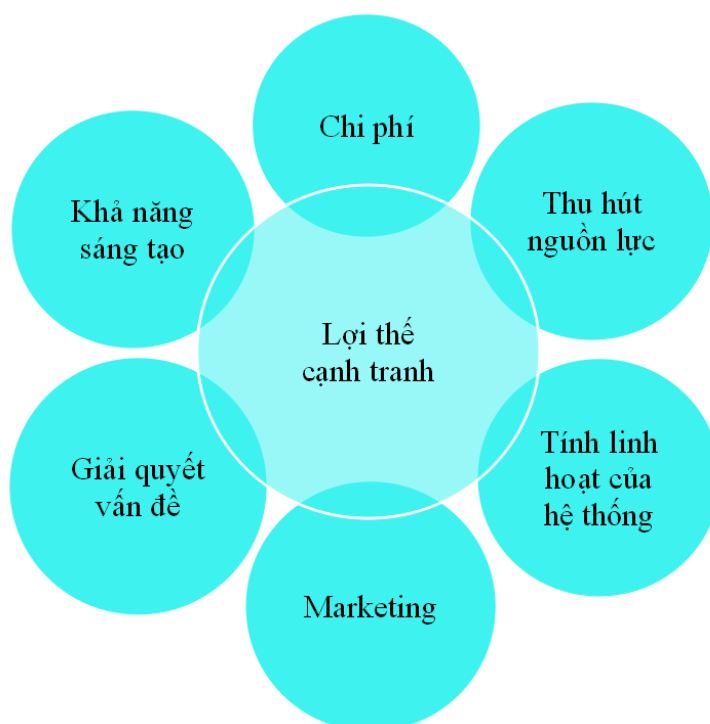 Chi phí
Khả năng
sáng tạo
Thu hút
nguồn lực
Lợi thế
cạnh tranh
Giải quyết
vấn đề
Tính linh
hoạt của
hệ thống
Marketing